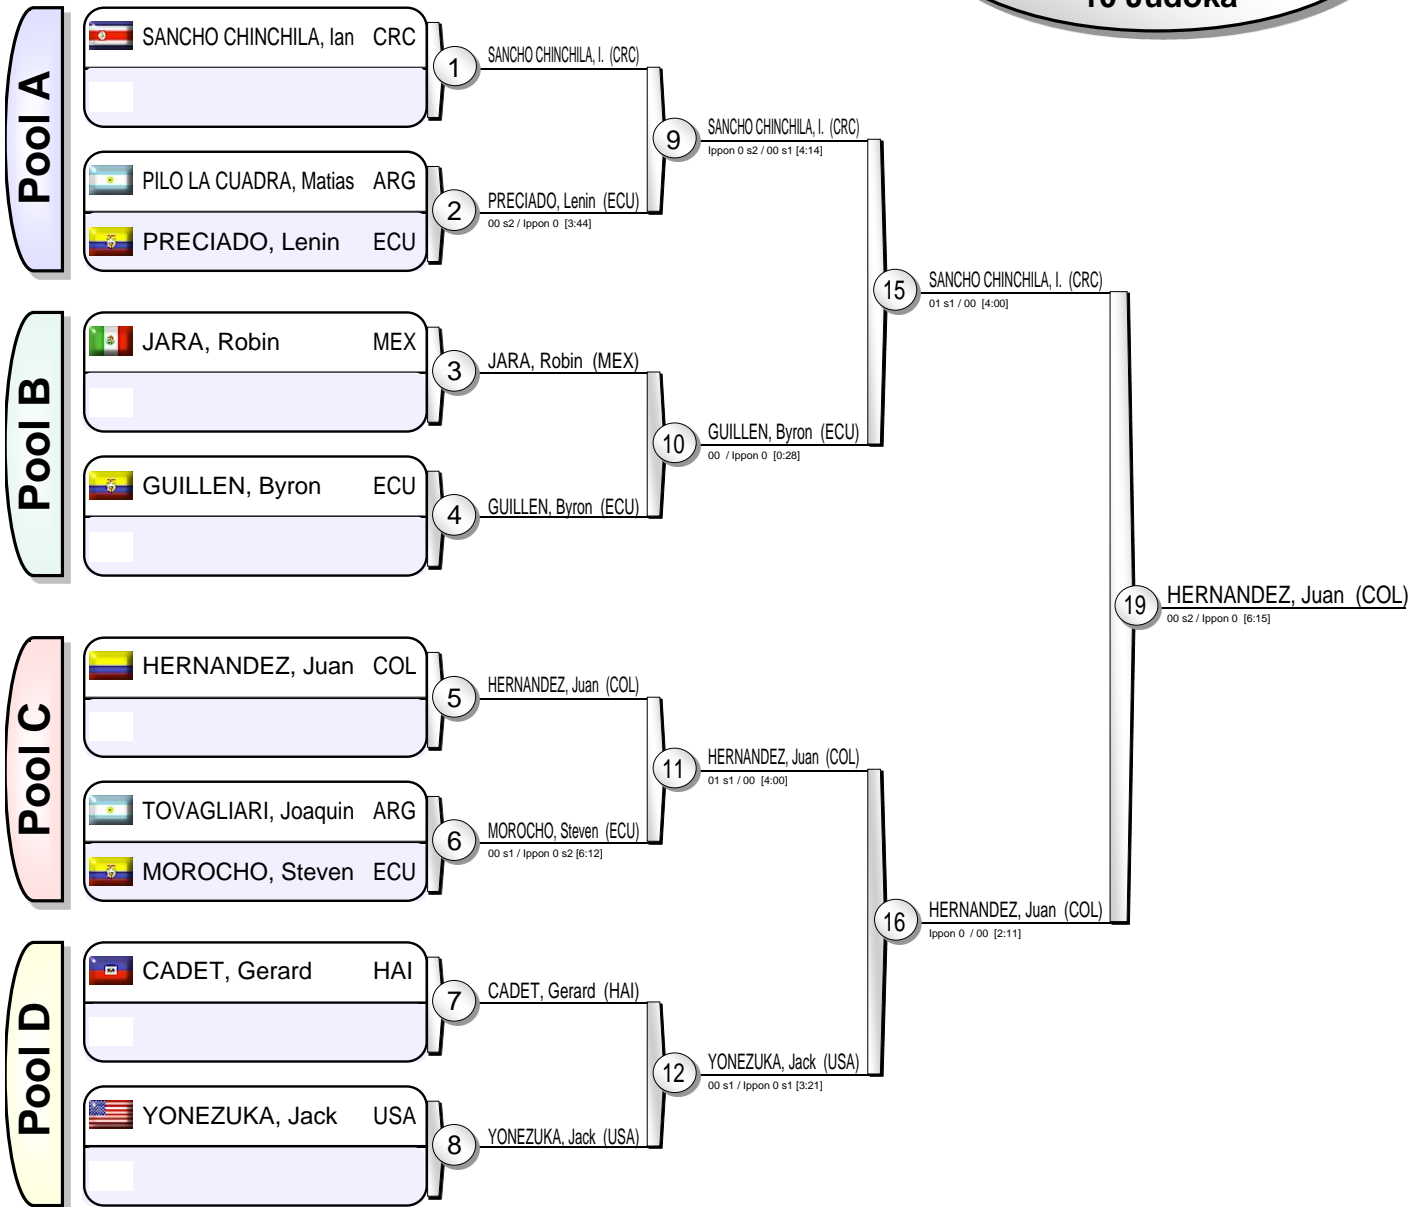 10 Judoka
Pool A
SANCHO CHINCHILA, Ian CRC
PILO LA CUADRA, Matias ARG
PRECIADO, Lenin ECU
Pool B
JARA, Robin MEX
GUILLEN, Byron ECU
Pool C
HERNANDEZ, Juan COL
TOVAGLIARI, Joaquin ARG
MOROCHO, Steven ECU
Pool D
CADET, Gerard HAI
YONEZUKA, Jack USA
1
SANCHO CHINCHILA, I. (CRC)
2
PRECIADO, Lenin (ECU)
00 s2 / Ippon 0 [3:44]
3
JARA, Robin (MEX)
4
GUILLEN, Byron (ECU)
5
HERNANDEZ, Juan (COL)
6
MOROCHO, Steven (ECU)
00 s1 / Ippon 0 s2 [6:12]
7
CADET, Gerard (HAI)
8
YONEZUKA, Jack (USA)
9
SANCHO CHINCHILA, I. (CRC)
Ippon 0 s2 / 00 s1 [4:14]
10
GUILLEN, Byron (ECU)
00 / Ippon 0 [0:28]
11
HERNANDEZ, Juan (COL)
01 s1 / 00 [4:00]
12
YONEZUKA, Jack (USA)
00 s1 / Ippon 0 s1 [3:21]
15
SANCHO CHINCHILA, I. (CRC)
01 s1 / 00 [4:00]
16
HERNANDEZ, Juan (COL)
Ippon 0 / 00 [2:11]
19
HERNANDEZ, Juan (COL)
00 s2 / Ippon 0 [6:15]